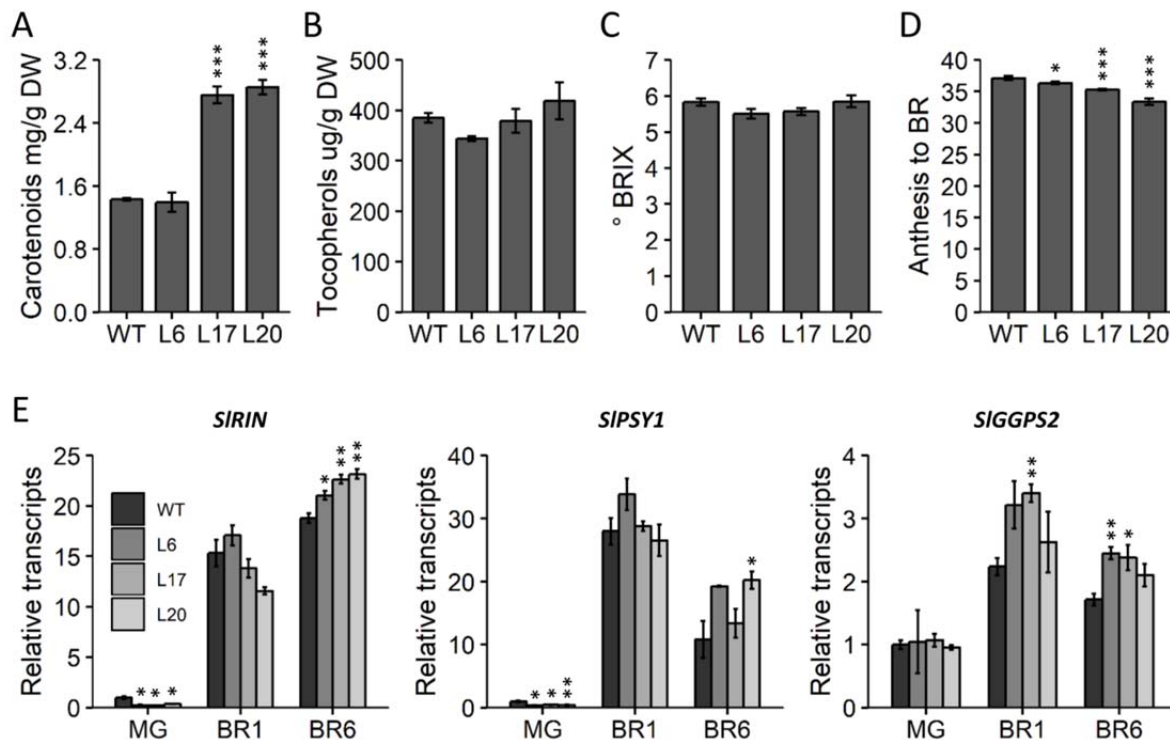 A
Carotenoids mg/g DW
3.2
2.4
1.6
0.8
0.0
***
***
WT L6 L17 L20
B
Tocopherols ug/g DW
500
400
300
200
100
0
WT L6 L17 L20
C
° BRIX
7
6
5
4
3
2
1
0
WT L6 L17 L20
D
Anthesis to BR
40
35
30
25
20
15
10
5
0
*
***
***
WT L6 L17 L20
E
SlRIN
Relative transcripts
25
20
15
10
5
0
WT
L6
L17
L20
* * *
* ** **
MG BR1 BR6
SlPSY1
Relative transcripts
40
30
20
10
0
* * **
*
MG BR1 BR6
SlGGPS2
Relative transcripts
4
3
2
1
0
**
** *
MG BR1 BR6